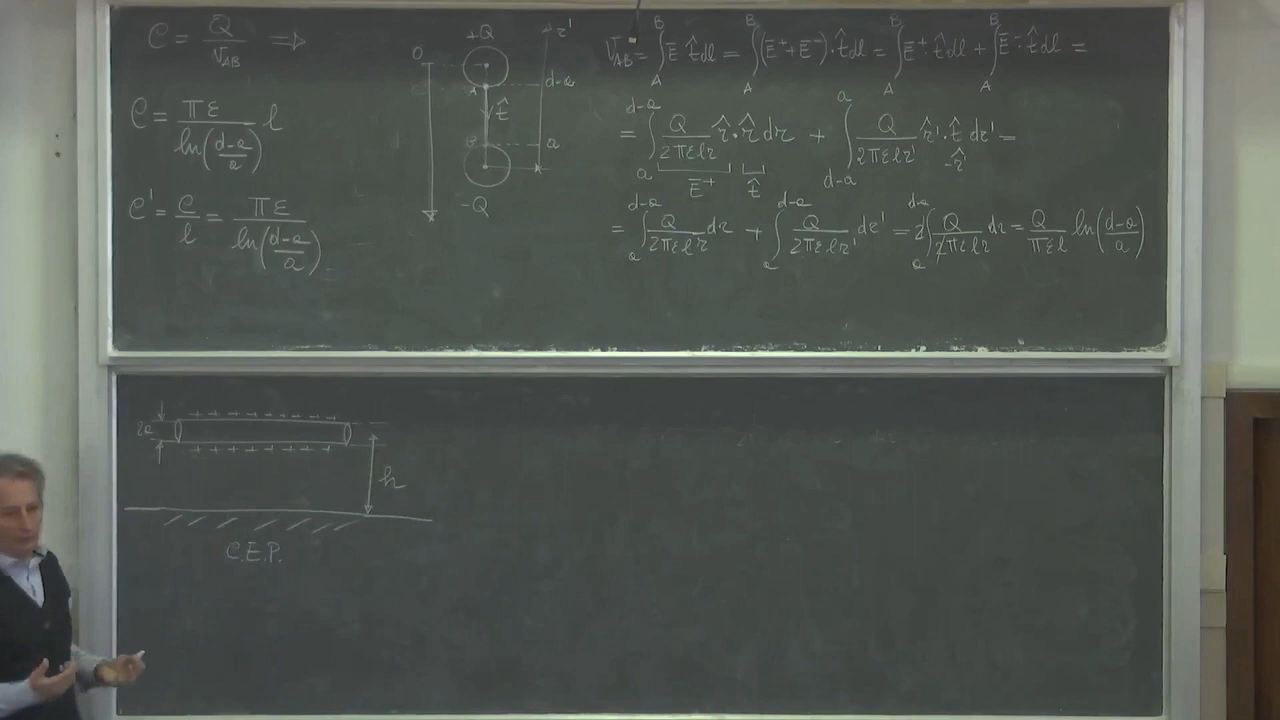 C = Q / V_AB ⟹
C = πε / ln((d-a)/a) l
C' = C / l = πε / ln((d-a)/a)
+Q
0
r'
d-a
A
t̂
a
-Q
V_AB = ∫_A^B E̅·t̂ dl = ∫_A^B (E̅⁺+E̅⁻)·t̂ dl = ∫_A^B E̅⁺·t̂ dl + ∫_A^B E̅⁻·t̂ dl =
= ∫_a^{d-a} Q / 2πεlr r̂·r̂ dr + ∫_{d-a}^a Q / 2πεlr' r̂'·t̂ dr' =
E̅⁺ t̂ -r̂'
= ∫_a^{d-a} Q / 2πεlr dr + ∫_a^{d-a} Q / 2πεlr' dr' = 2∫_a^{d-a} Q / 2πεlr dr = Q / πεl ln((d-a)/a)
2a
+ + + + + + + + +
+ + + + + + + +
h
C.E.P.